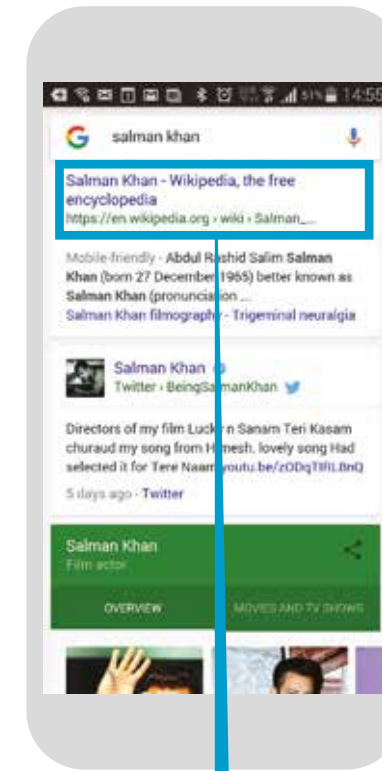 51% 14:55
salman khan
Salman Khan - Wikipedia, the free
encyclopedia
https://en.wikipedia.org › wiki › Salman_...
Mobile-friendly - Abdul Rashid Salim Salman
Khan (born 27 December 1965) better known as
Salman Khan (pronunciation ...
Salman Khan filmography - Trigeminal neuralgia
Salman Khan
Twitter › BeingSalmanKhan
Directors of my film Lucky n Sanam Teri Kasam
churaud my song from Himesh. lovely song Had
selected it for Tere Naam
5 days ago - Twitter
Salman Khan
Film actor
OVERVIEW
MOVIES AND TV SHOWS